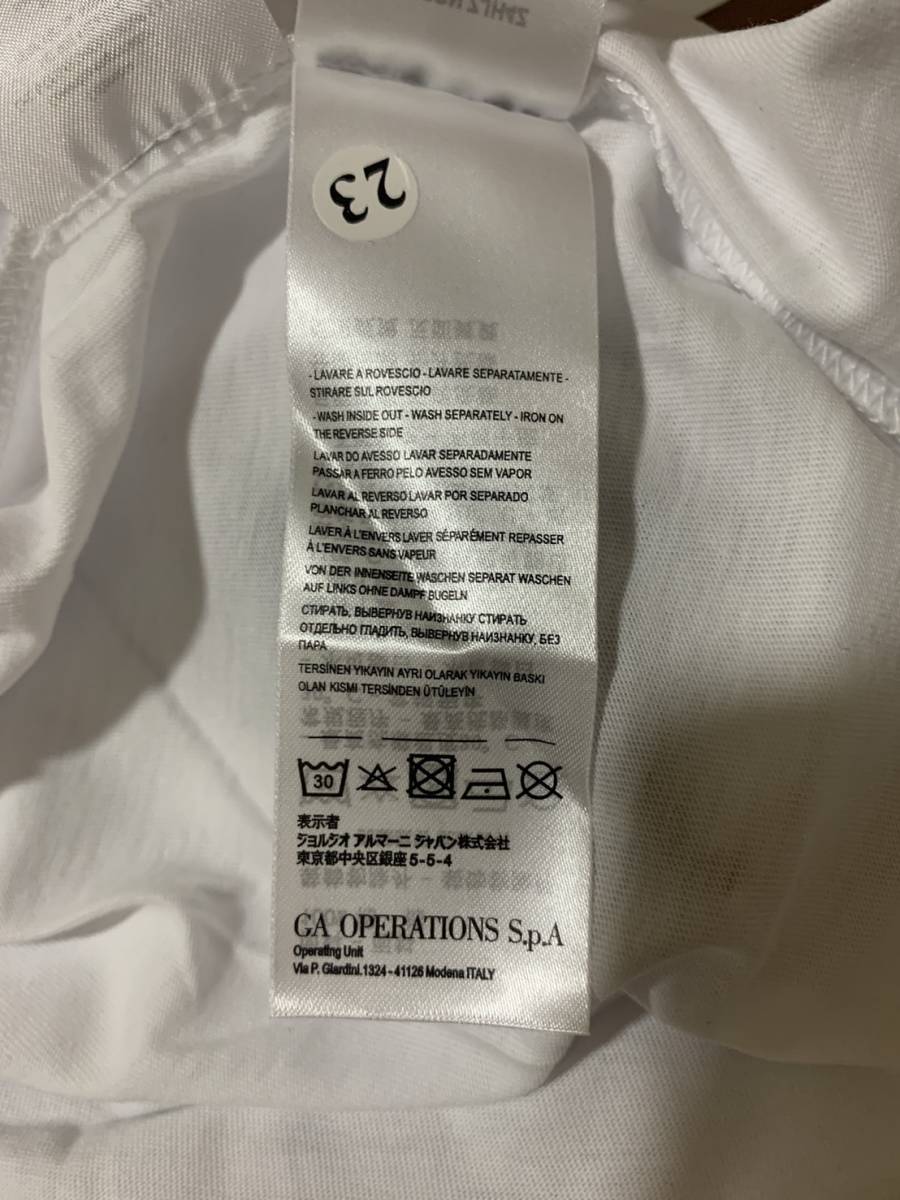 23
- LAVARE A ROVESCIO - LAVARE SEPARATAMENTE -
STIRARE SUL ROVESCIO
- WASH INSIDE OUT - WASH SEPARATELY - IRON ON
THE REVERSE SIDE
LAVAR DO AVESSO LAVAR SEPARADAMENTE
PASSAR A FERRO PELO AVESSO SEM VAPOR
LAVAR AL REVERSO LAVAR POR SEPARADO
PLANCHAR AL REVERSO
LAVER À L'ENVERS LAVER SÉPARÉMENT REPASSER
À L'ENVERS SANS VAPEUR
VON DER INNENSEITE WASCHEN SEPARAT WASCHEN
AUF LINKS OHNE DAMPF BUGELN
СТИРАТЬ, ВЫВЕРНУВ НАИЗНАНКУ СТИРАТЬ
ОТДЕЛЬНО ГЛАДИТЬ, ВЫВЕРНУВ НАИЗНАНКУ, БЕЗ
ПАРА
TERSİNEN YIKAYIN AYRI OLARAK YIKAYIN BASKI
OLAN KISMI TERSİNDEN ÜTÜLEYİN
30
表示者
ジョルジオ アルマーニ ジャパン株式会社
東京都中央区銀座5-5-4
GA OPERATIONS S.p.A
Operating Unit
Via P. Giardini.1324 - 41126 Modena ITALY